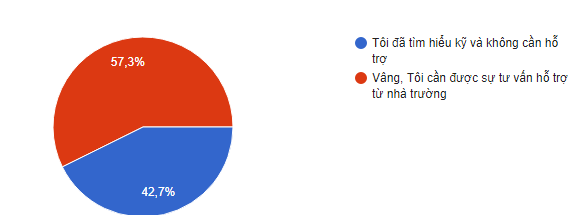 57,3%
42,7%
Tôi đã tìm hiểu kỹ và không cần hỗ
trợ
Vâng, Tôi cần được sự tư vấn hỗ trợ
từ nhà trường